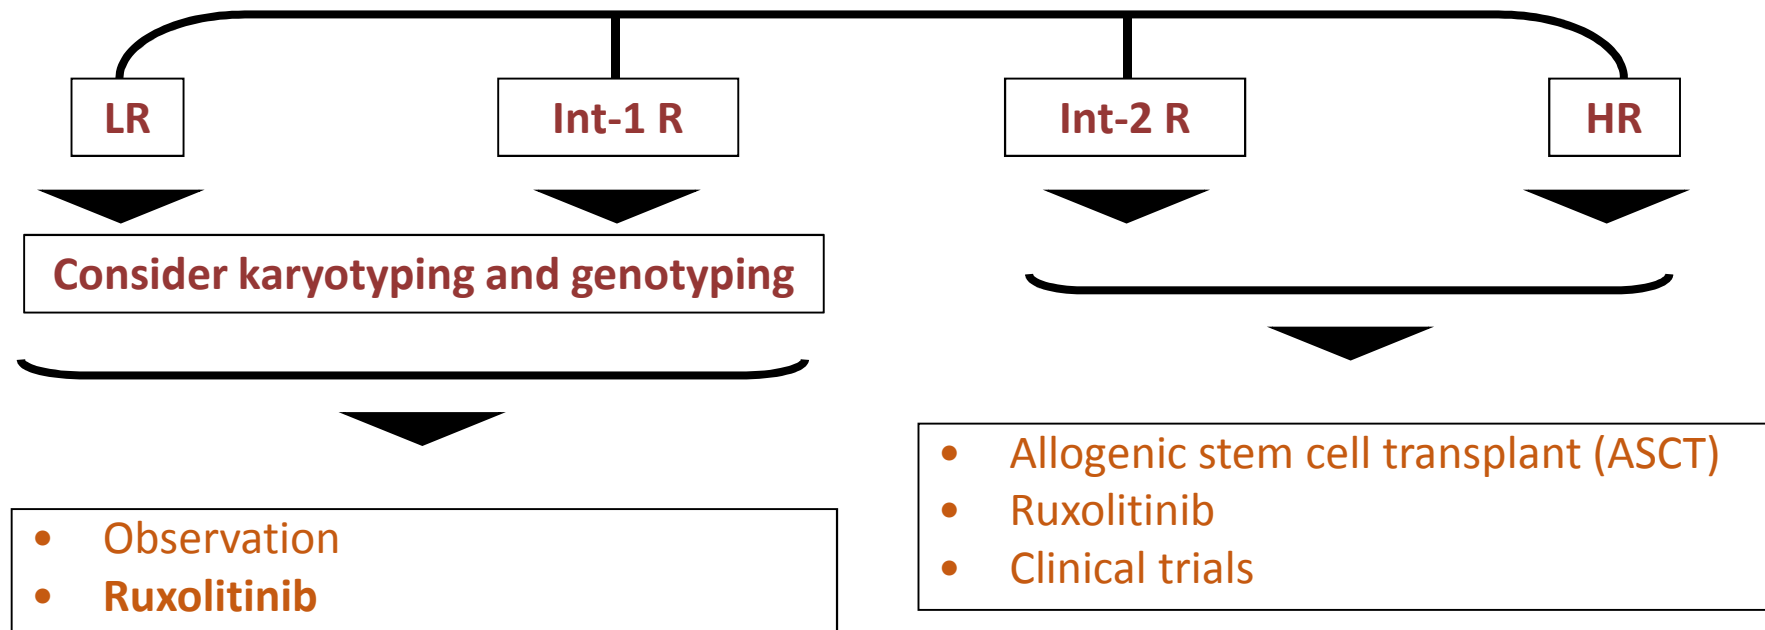 LR
Int-1 R
Int-2 R
HR
Consider karyotyping and genotyping
• Observation
• Ruxolitinib
• Allogenic stem cell transplant (ASCT)
• Ruxolitinib
• Clinical trials